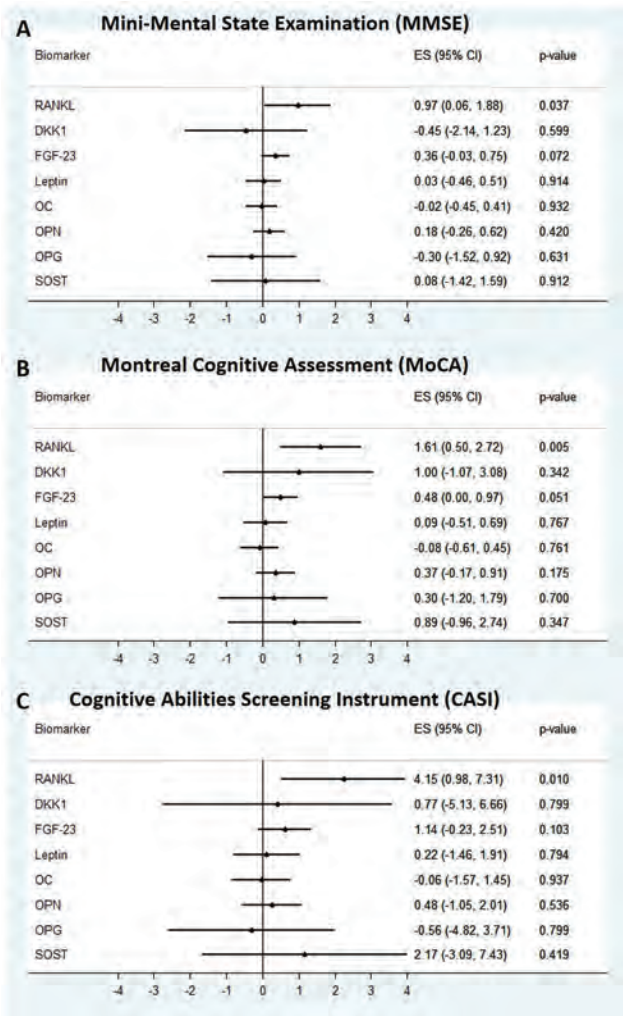 A Mini-Mental State Examination (MMSE)
Biomarker ES (95% CI) p-value
RANKL 0.97 (0.06, 1.88) 0.037
DKK1 -0.45 (-2.14, 1.23) 0.599
FGF-23 0.36 (-0.03, 0.75) 0.072
Leptin 0.03 (-0.46, 0.51) 0.914
OC -0.02 (-0.45, 0.41) 0.932
OPN 0.18 (-0.26, 0.62) 0.420
OPG -0.30 (-1.52, 0.92) 0.631
SOST 0.08 (-1.42, 1.59) 0.912
-4 -3 -2 -1 0 1 2 3 4
B Montreal Cognitive Assessment (MoCA)
Biomarker ES (95% CI) p-value
RANKL 1.61 (0.50, 2.72) 0.005
DKK1 1.00 (-1.07, 3.08) 0.342
FGF-23 0.48 (0.00, 0.97) 0.051
Leptin 0.09 (-0.51, 0.69) 0.767
OC -0.08 (-0.61, 0.45) 0.761
OPN 0.37 (-0.17, 0.91) 0.175
OPG 0.30 (-1.20, 1.79) 0.700
SOST 0.89 (-0.96, 2.74) 0.347
-4 -3 -2 -1 0 1 2 3 4
C Cognitive Abilities Screening Instrument (CASI)
Biomarker ES (95% CI) p-value
RANKL 4.15 (0.98, 7.31) 0.010
DKK1 0.77 (-5.13, 6.66) 0.799
FGF-23 1.14 (-0.23, 2.51) 0.103
Leptin 0.22 (-1.46, 1.91) 0.794
OC -0.06 (-1.57, 1.45) 0.937
OPN 0.48 (-1.05, 2.01) 0.536
OPG -0.56 (-4.82, 3.71) 0.799
SOST 2.17 (-3.09, 7.43) 0.419
-4 -3 -2 -1 0 1 2 3 4